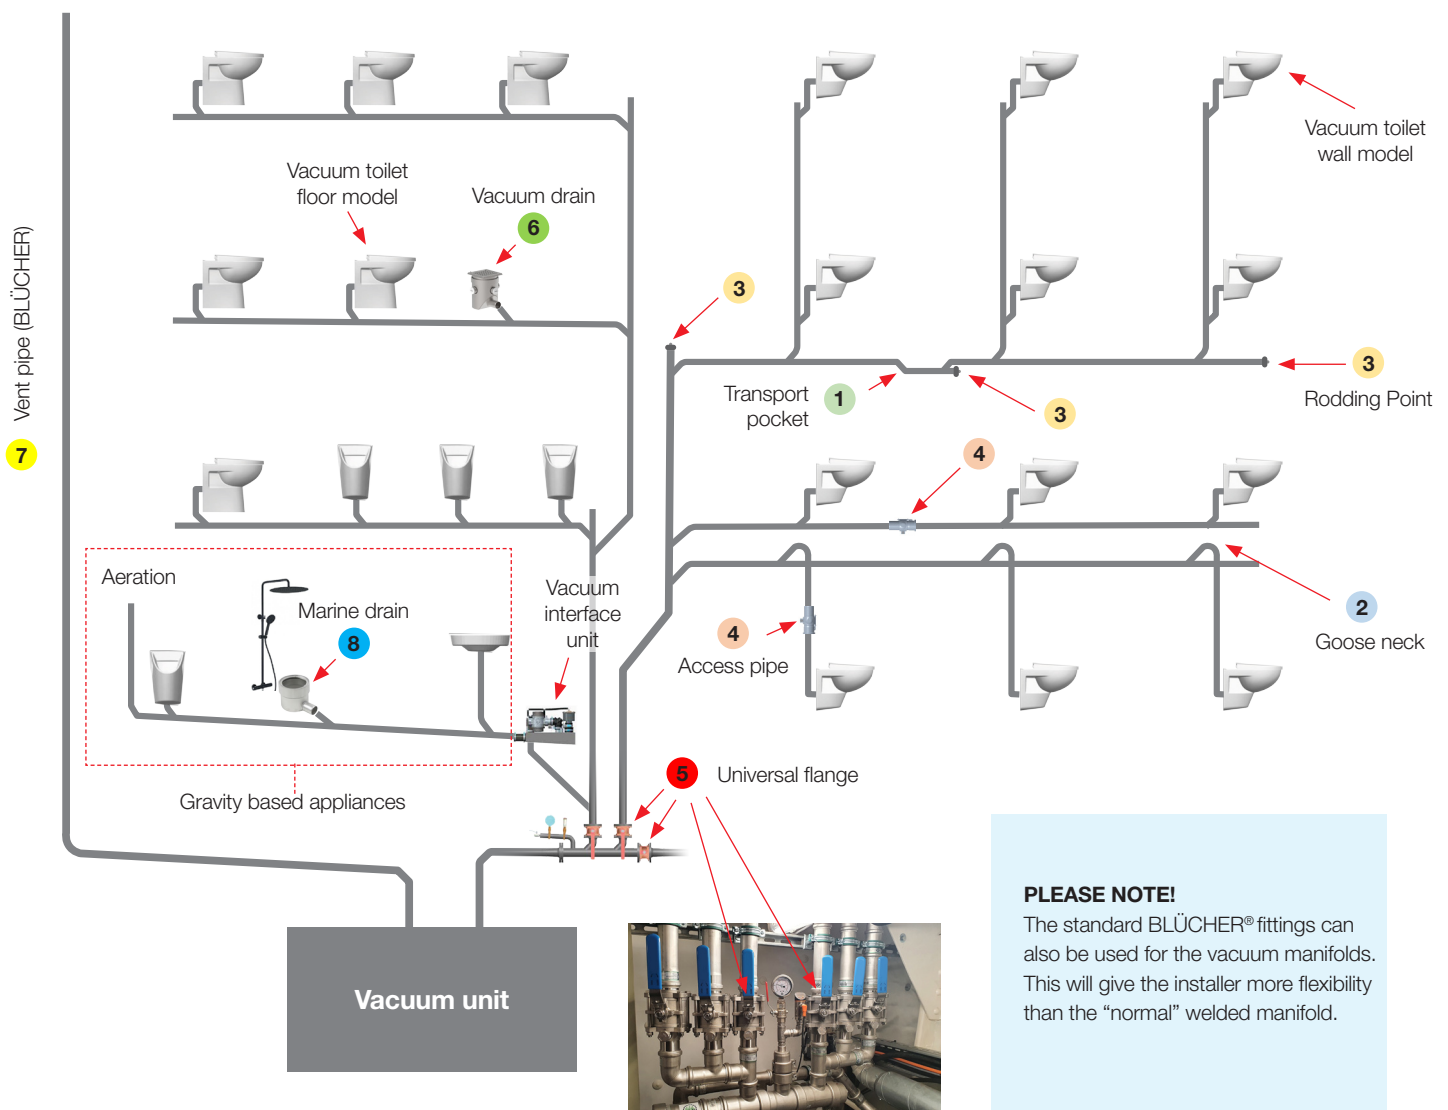 Vacuum toilet
wall model
Vacuum toilet
floor model
Vacuum drain
6
Vent pipe (BLÜCHER)
7
3
Transport
pocket
1
3
3
Rodding Point
4
Aeration
Marine drain
8
Vacuum
interface
unit
4
Access pipe
2
Goose neck
5
Universal flange
Gravity based appliances
Vacuum unit
PLEASE NOTE!
The standard BLÜCHER® fittings can
also be used for the vacuum manifolds.
This will give the installer more flexibility
than the “normal” welded manifold.